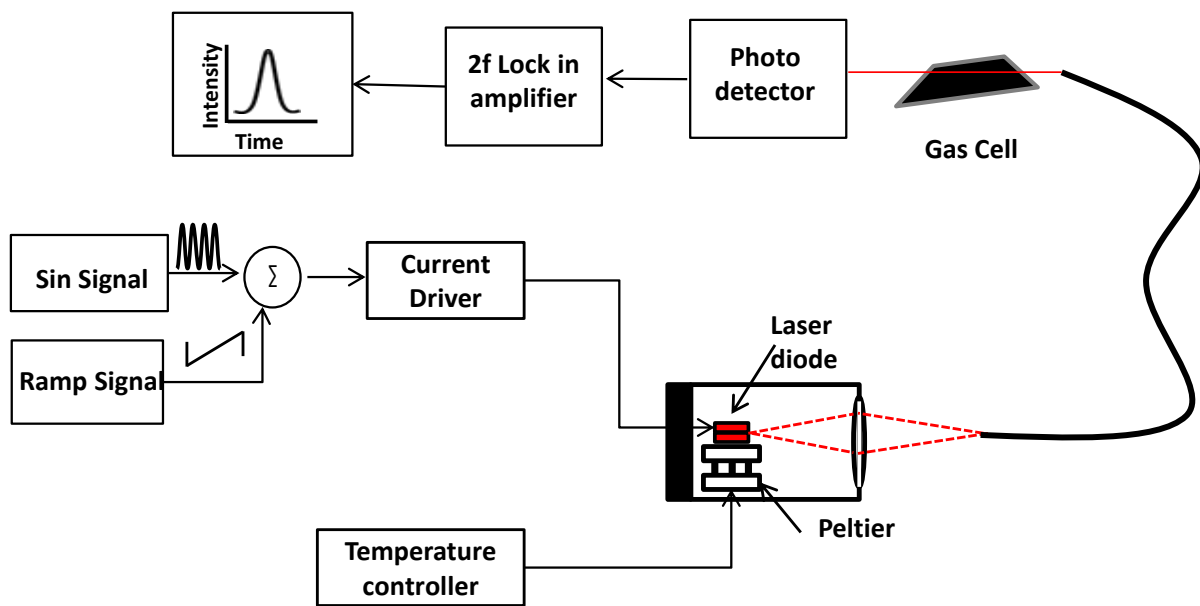 Intensity
Time
2f Lock in
amplifier
Photo
detector
Gas Cell
Sin Signal
Σ
Current
Driver
Ramp Signal
Laser
diode
Peltier
Temperature
controller